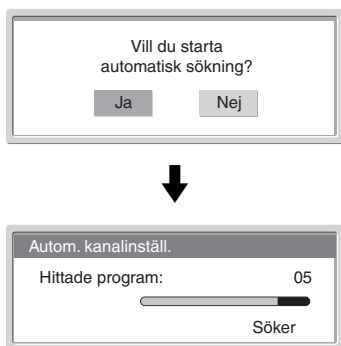 Vill du starta
automatisk sökning?
Ja Nej
Autom. kanalinställ.
Hittade program: 05
Söker